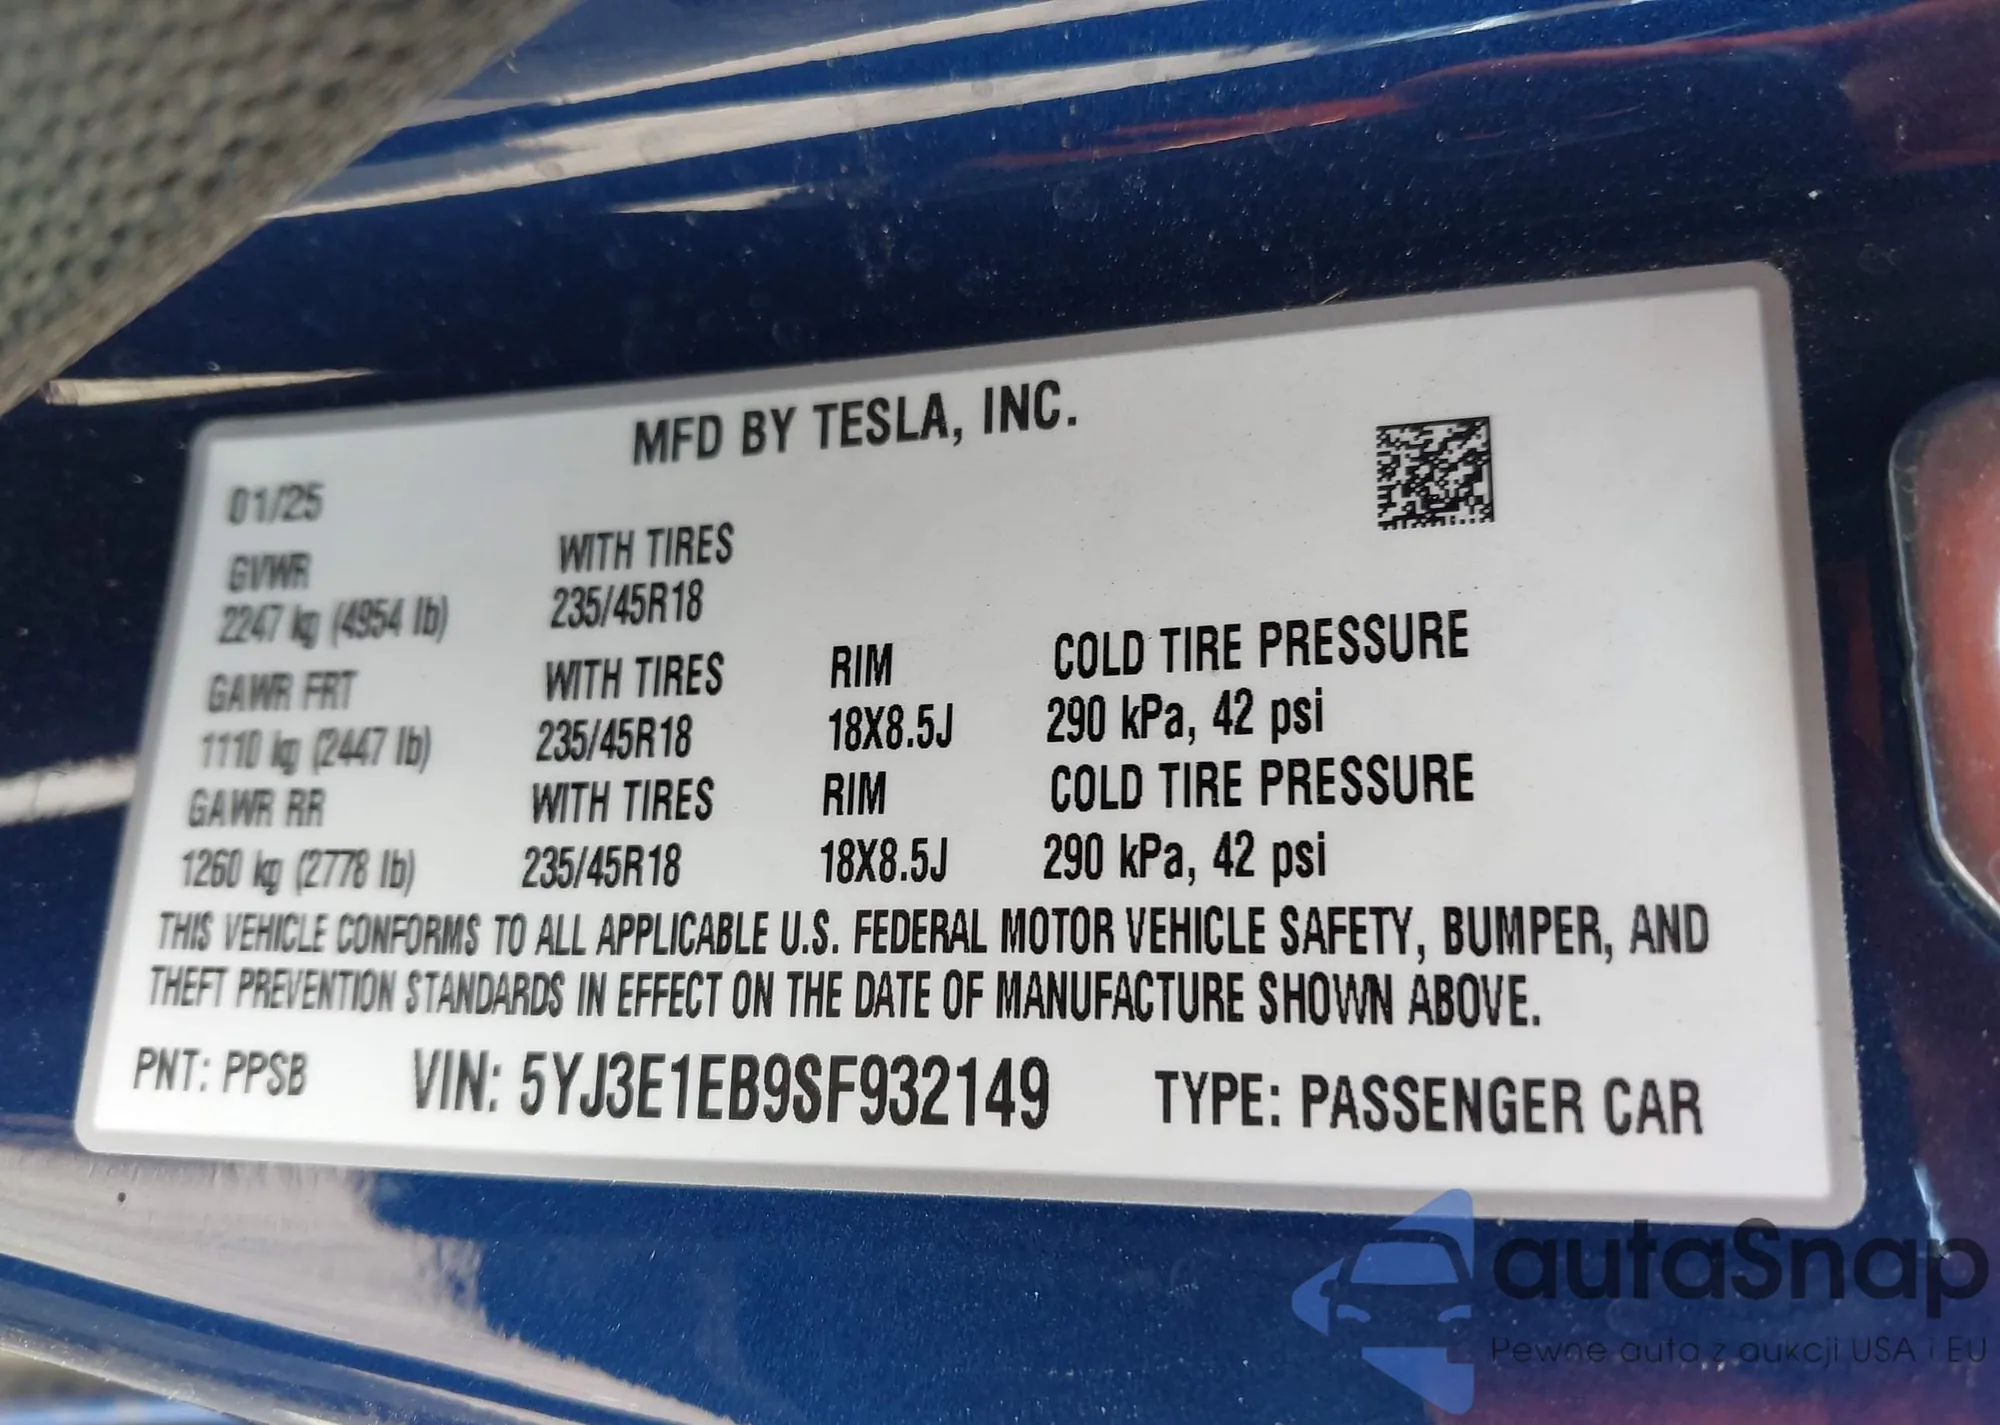 MFD BY TESLA, INC.
01/25
GVWR
2247 kg (4954 lb)
WITH TIRES
235/45R18
GAWR FRT
1110 kg (2447 lb)
WITH TIRES
235/45R18
RIM
18X8.5J
COLD TIRE PRESSURE
290 kPa, 42 psi
GAWR RR
1260 kg (2778 lb)
WITH TIRES
235/45R18
RIM
18X8.5J
COLD TIRE PRESSURE
290 kPa, 42 psi
THIS VEHICLE CONFORMS TO ALL APPLICABLE U.S. FEDERAL MOTOR VEHICLE SAFETY, BUMPER, AND
THEFT PREVENTION STANDARDS IN EFFECT ON THE DATE OF MANUFACTURE SHOWN ABOVE.
PNT: PPSB VIN: 5YJ3E1EB9SF932149 TYPE: PASSENGER CAR
autaSnap
Pewne auta z aukcji USA i EU